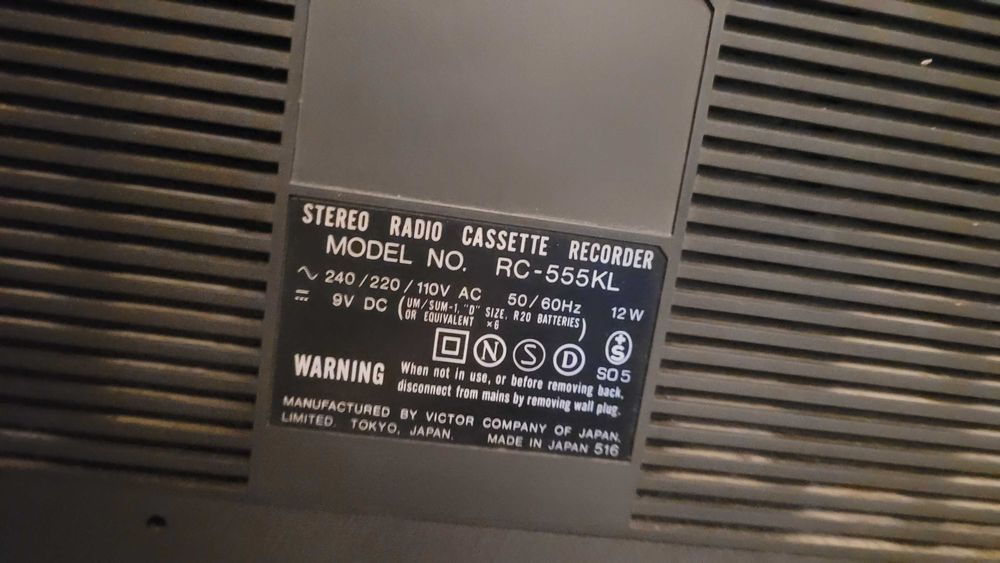 STEREO RADIO CASSETTE RECORDER
MODEL NO. RC-555KL
240/220/110V AC 50/60Hz 12W
9V DC (UM/SUM-1, "D" SIZE, R20 BATTERIES
OR EQUIVALENT ×6)
N S D +S
SO5
WARNING When not in use, or before removing back,
disconnect from mains by removing wall plug.
MANUFACTURED BY VICTOR COMPANY OF JAPAN,
LIMITED. TOKYO, JAPAN. MADE IN JAPAN 516